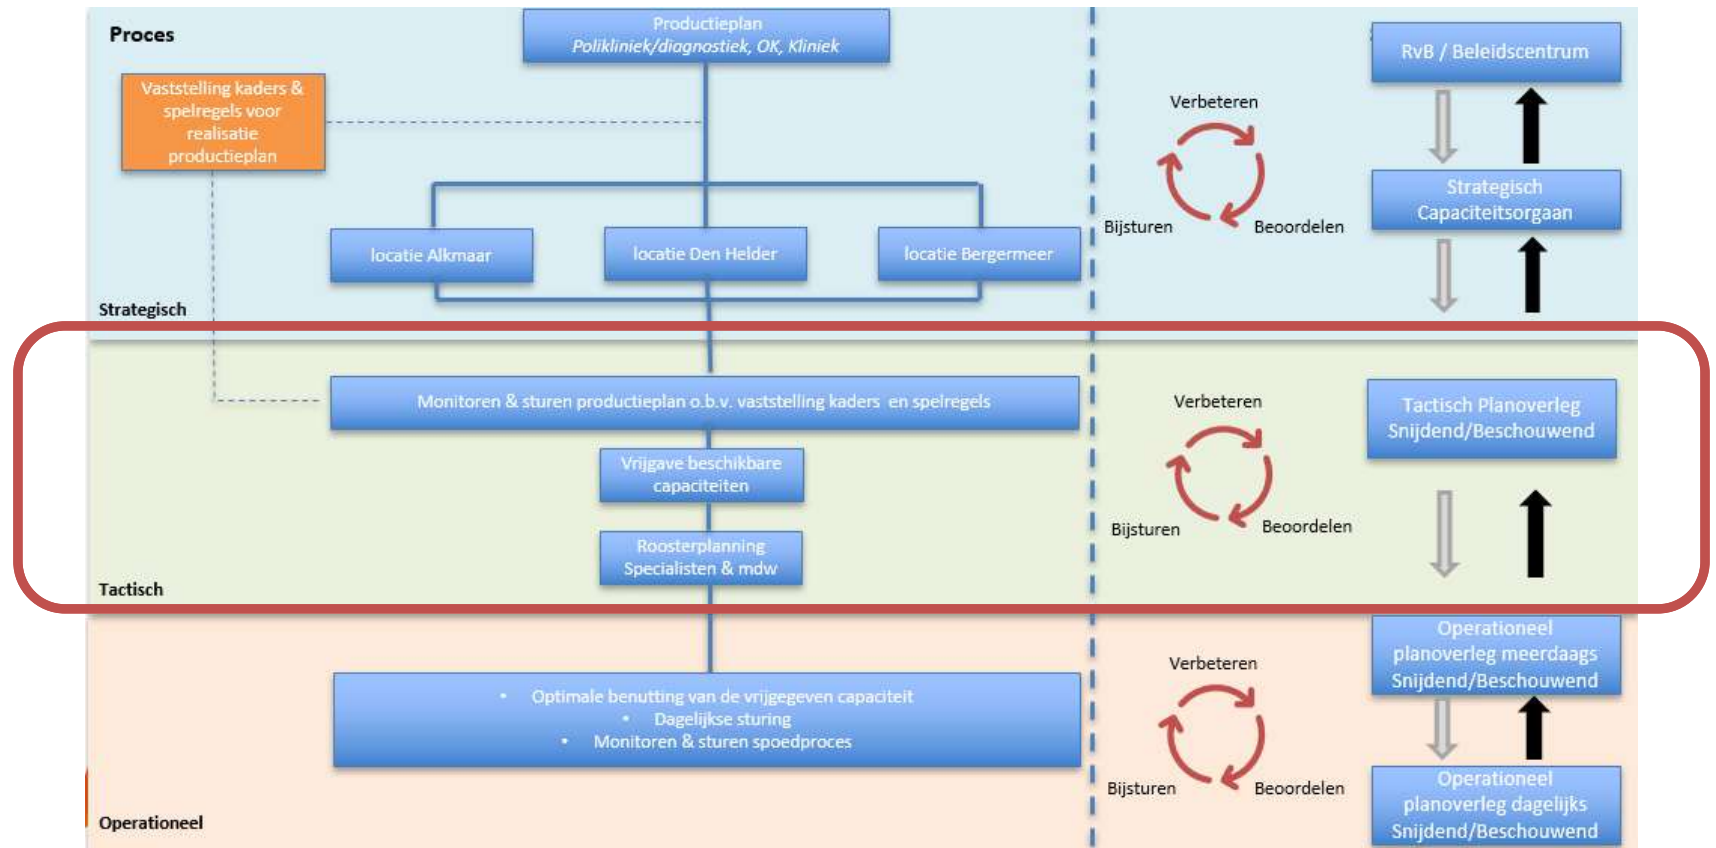 Proces
Productieplan
Polikliniek/diagnostiek, OK, Kliniek
Vaststelling kaders &
spelregels voor
realisatie
productieplan
locatie Alkmaar
locatie Den Helder
locatie Bergermeer
Strategisch
Verbeteren
Bijsturen
Beoordelen
RvB / Beleidscentrum
Strategisch
Capaciteitsorgaan
Monitoren & sturen productieplan o.b.v. vaststelling kaders en spelregels
Vrijgave beschikbare
capaciteiten
Roosterplanning
Specialisten & mdw
Tactisch
Verbeteren
Bijsturen
Beoordelen
Tactisch Planoverleg
Snijdend/Beschouwend
• Optimale benutting van de vrijgegeven capaciteit
• Dagelijkse sturing
• Monitoren & sturen spoedproces
Operationeel
Verbeteren
Bijsturen
Beoordelen
Operationeel
planoverleg meerdaags
Snijdend/Beschouwend
Operationeel
planoverleg dagelijks
Snijdend/Beschouwend